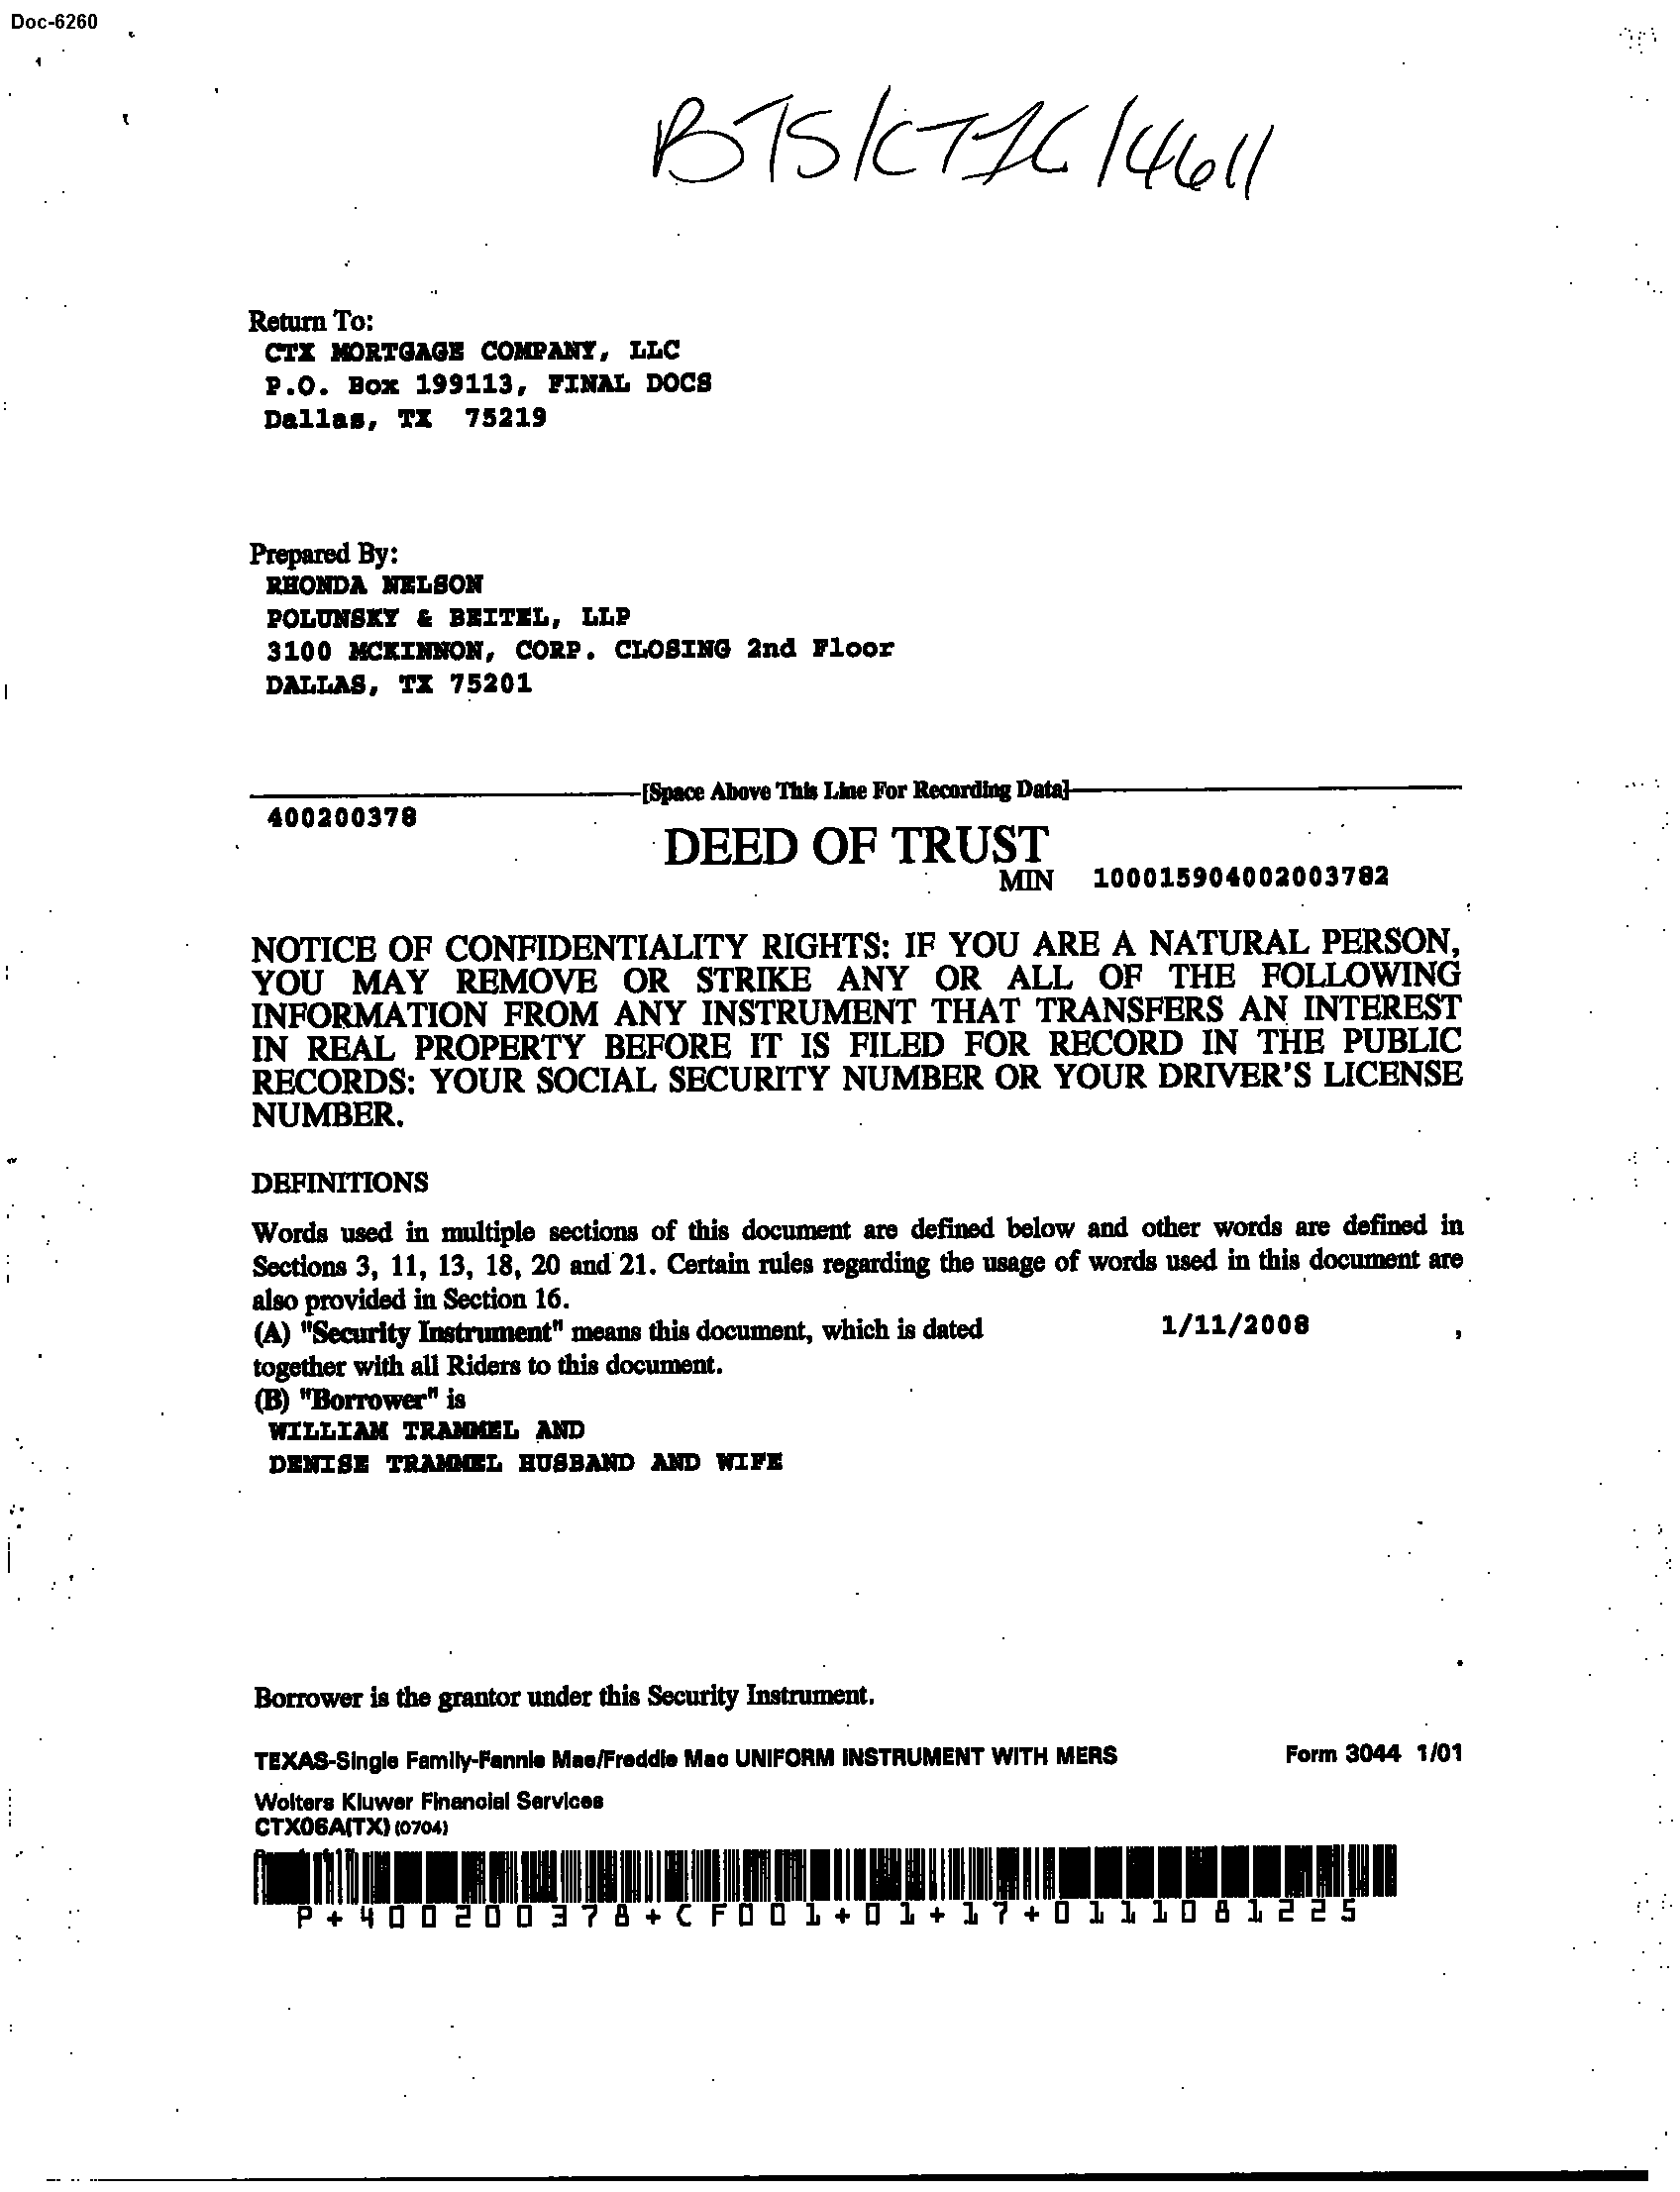 Doc-6260
BTS/CTIC/4611
Return To:
CTX MORTGAGE COMPANY, LLC
P.O. Box 199113, FINAL DOCS
Dallas, TX 75219
Prepared By:
RHONDA NELSON
POLUNSKY & BEITEL, LLP
3100 MCKINNON, CORP. CLOSING 2nd Floor
DALLAS, TX 75201
[Space Above This Line For Recording Data]
400200378
DEED OF TRUST
MIN 100015904002003782
NOTICE OF CONFIDENTIALITY RIGHTS: IF YOU ARE A NATURAL PERSON,
YOU MAY REMOVE OR STRIKE ANY OR ALL OF THE FOLLOWING
INFORMATION FROM ANY INSTRUMENT THAT TRANSFERS AN INTEREST
IN REAL PROPERTY BEFORE IT IS FILED FOR RECORD IN THE PUBLIC
RECORDS: YOUR SOCIAL SECURITY NUMBER OR YOUR DRIVER'S LICENSE
NUMBER.
DEFINITIONS
Words used in multiple sections of this document are defined below and other words are defined in
Sections 3, 11, 13, 18, 20 and 21. Certain rules regarding the usage of words used in this document are
also provided in Section 16.
(A) "Security Instrument" means this document, which is dated 1/11/2008 ,
together with all Riders to this document.
(B) "Borrower" is
WILLIAM TRAMMEL AND
DENISE TRAMMEL HUSBAND AND WIFE
.
Borrower is the grantor under this Security Instrument.
TEXAS-Single Family-Fannie Mae/Freddie Mac UNIFORM INSTRUMENT WITH MERS Form 3044 1/01
Wolters Kluwer Financial Services
CTX06A(TX) (0704)
P+400200378+CF001+01+17+0111081225